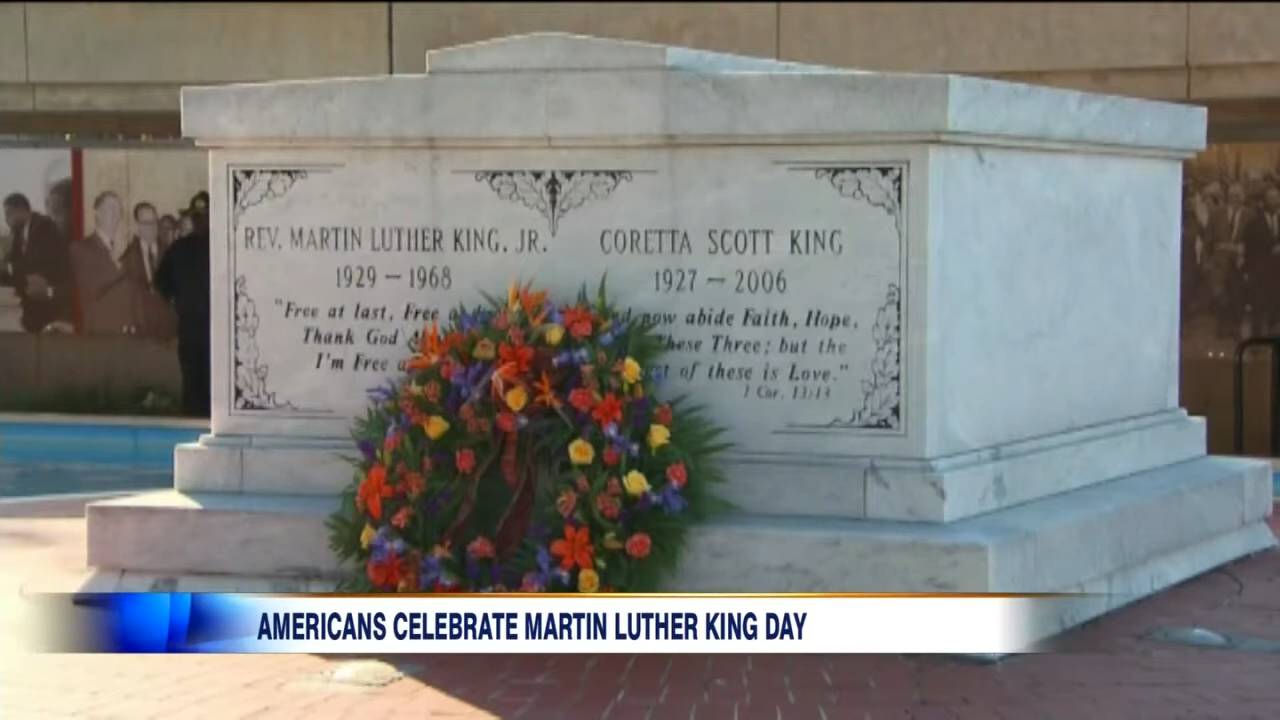 REV. MARTIN LUTHER KING, JR.
1929 – 1968
"Free at last, Free
Thank God
I'm Free
CORETTA SCOTT KING
1927 – 2006
now abide Faith, Hope,
These Three; but the
of these is Love."
1 Cor. 13:13
AMERICANS CELEBRATE MARTIN LUTHER KING DAY